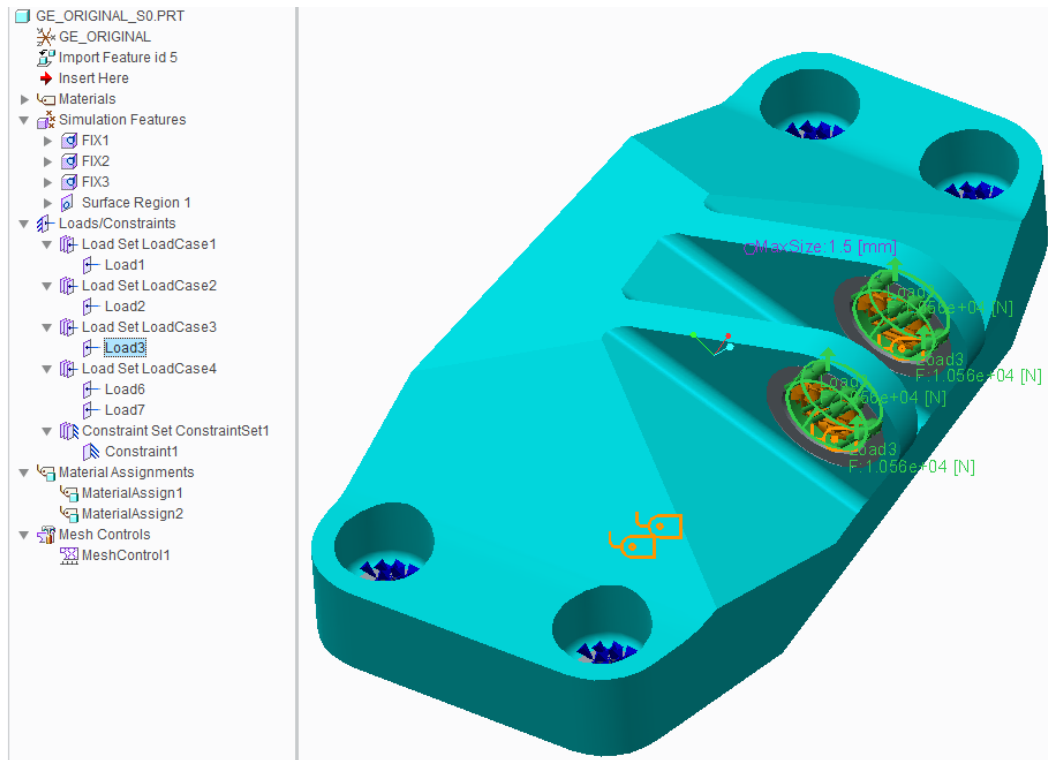 GE_ORIGINAL_S0.PRT
GE_ORIGINAL
Import Feature id 5
Insert Here
Materials
Simulation Features
FIX1
FIX2
FIX3
Surface Region 1
Loads/Constraints
Load Set LoadCase1
Load1
Load Set LoadCase2
Load2
Load Set LoadCase3
Load3
Load Set LoadCase4
Load6
Load7
Constraint Set ConstraintSet1
Constraint1
Material Assignments
MaterialAssign1
MaterialAssign2
Mesh Controls
MeshControl1
MaxSize:1.5 [mm]
[N]
F:1.056e+04 [N]
[N]
Load3
F:1.056e+04 [N]